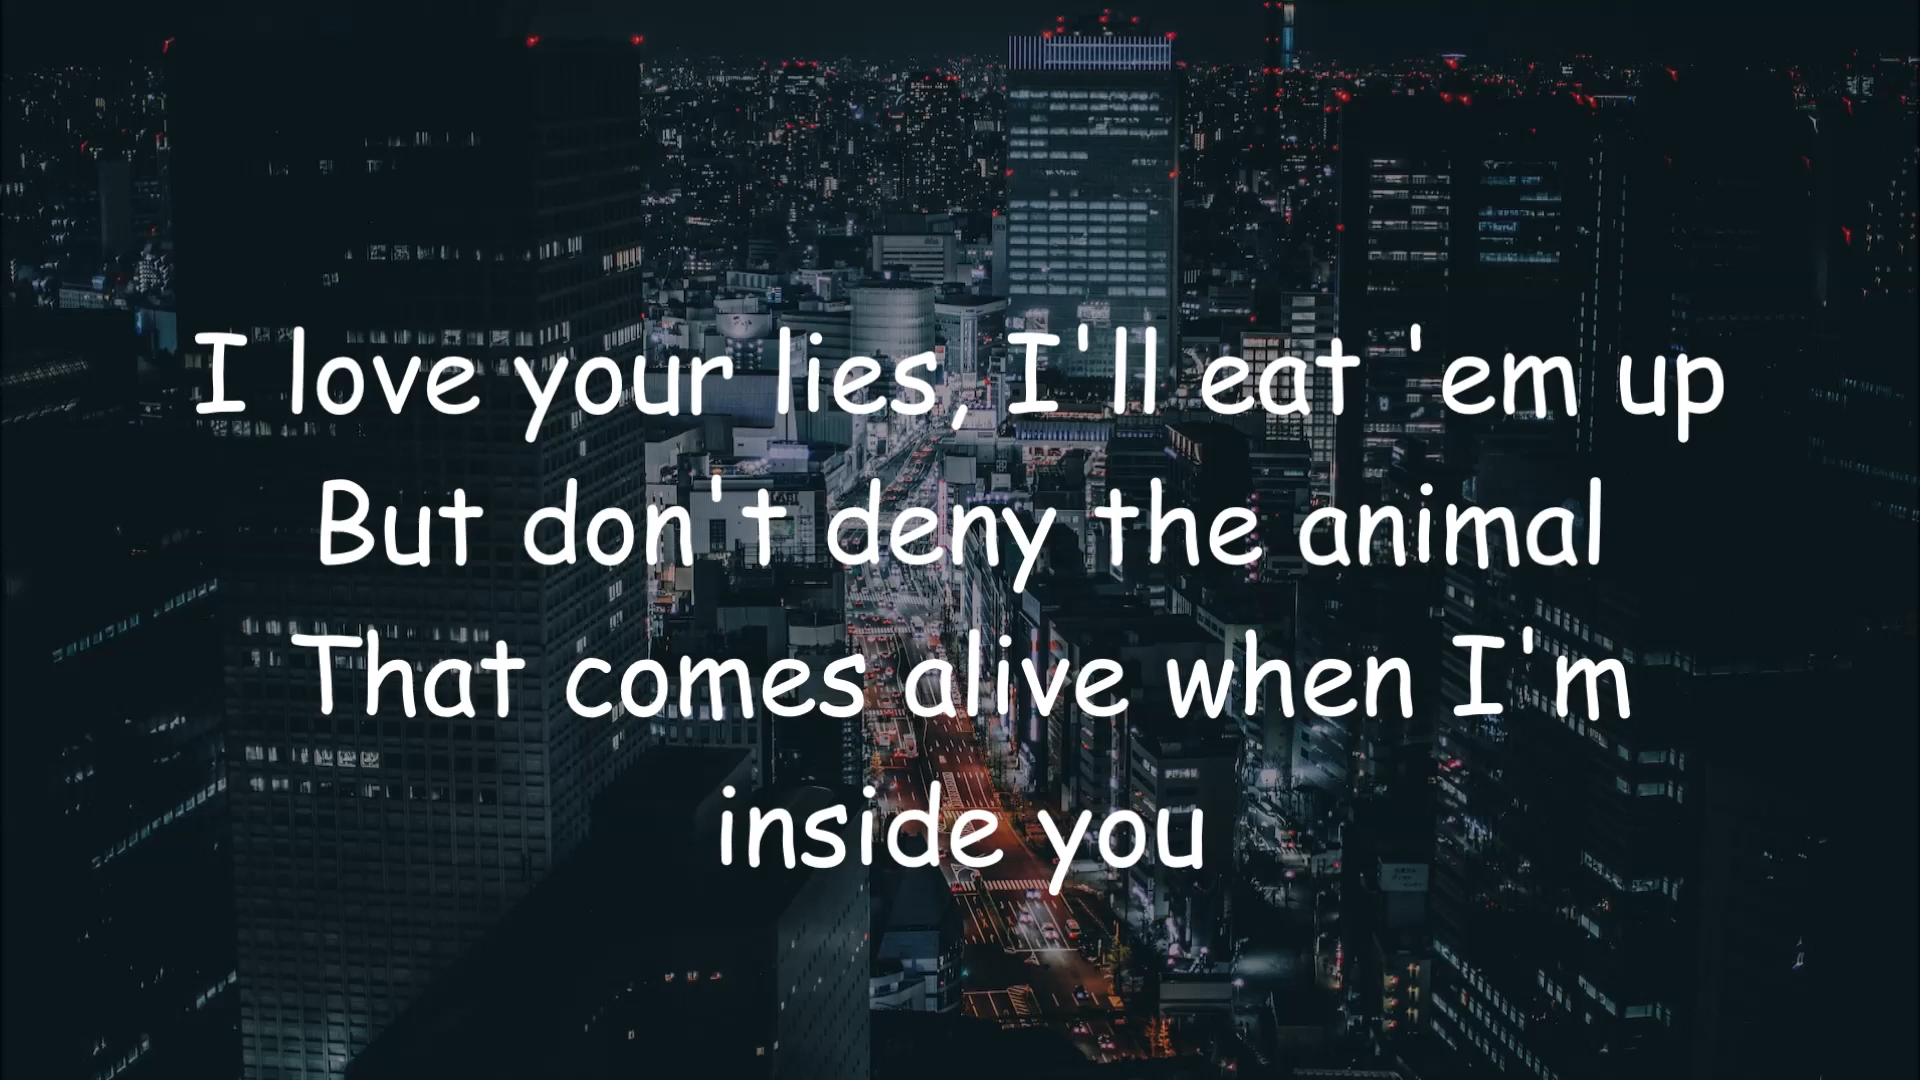 I love your lies, I'll eat 'em up
But don't deny the animal
That comes alive when I'm
inside you